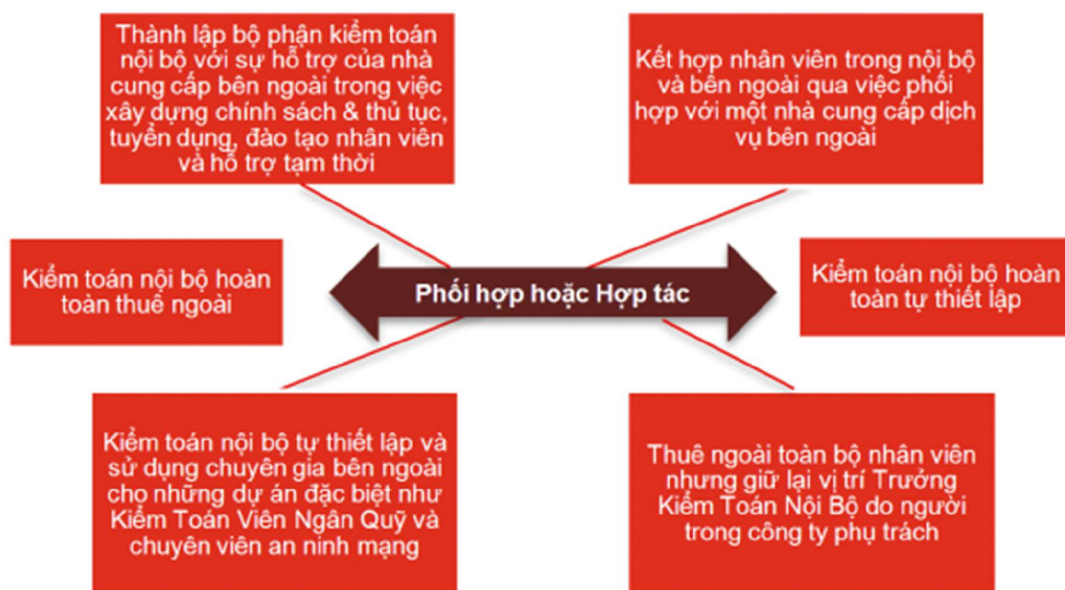 Thành lập bộ phận kiểm toán
nội bộ với sự hỗ trợ của nhà
cung cấp bên ngoài trong việc
xây dựng chính sách & thủ tục,
tuyển dụng, đào tạo nhân viên
và hỗ trợ tạm thời
Kết hợp nhân viên trong nội bộ
và bên ngoài qua việc phối
hợp với một nhà cung cấp dịch
vụ bên ngoài
Kiểm toán nội bộ hoàn
toàn thuê ngoài
Phối hợp hoặc Hợp tác
Kiểm toán nội bộ hoàn
toàn tự thiết lập
Kiểm toán nội bộ tự thiết lập và
sử dụng chuyên gia bên ngoài
cho những dự án đặc biệt như
Kiểm Toán Viên Ngân Quỹ và
chuyên viên an ninh mạng
Thuê ngoài toàn bộ nhân viên
nhưng giữ lại vị trí Trưởng
Kiểm Toán Nội Bộ do người
trong công ty phụ trách